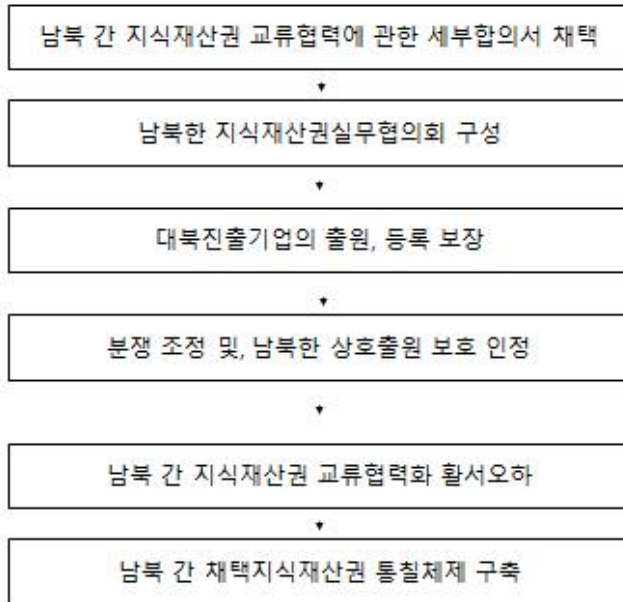 남북 간 지식재산권 교류협력에 관한 세부합의서 채택
남북한 지식재산권실무협의회 구성
대북진출기업의 출원, 등록 보장
분쟁 조정 및, 남북한 상호출원 보호 인정
남북 간 지식재산권 교류협력화 활서오하
남북 간 채택지식재산권 통칠체제 구축